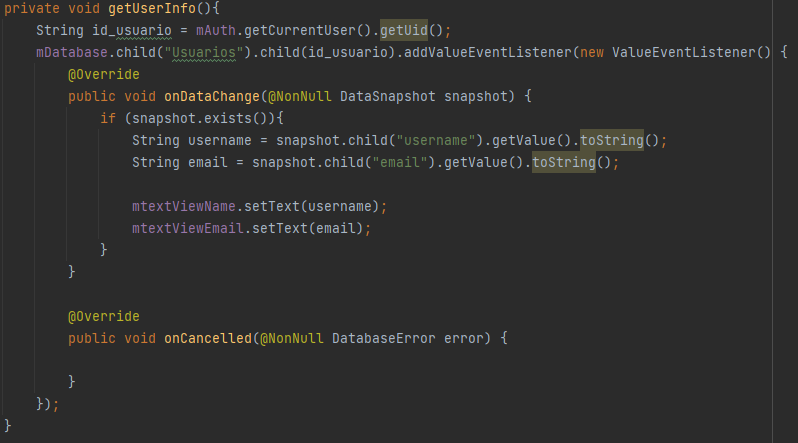 private void getUserInfo(){
String id_usuario = mAuth.getCurrentUser().getUid();
mDatabase.child("Usuarios").child(id_usuario).addValueEventListener(new ValueEventListener() {
@Override
public void onDataChange(@NonNull DataSnapshot snapshot) {
if (snapshot.exists()){
String username = snapshot.child("username").getValue().toString();
String email = snapshot.child("email").getValue().toString();
mtextViewName.setText(username);
mtextViewEmail.setText(email);
}
}
@Override
public void onCancelled(@NonNull DatabaseError error) {
}
});
}